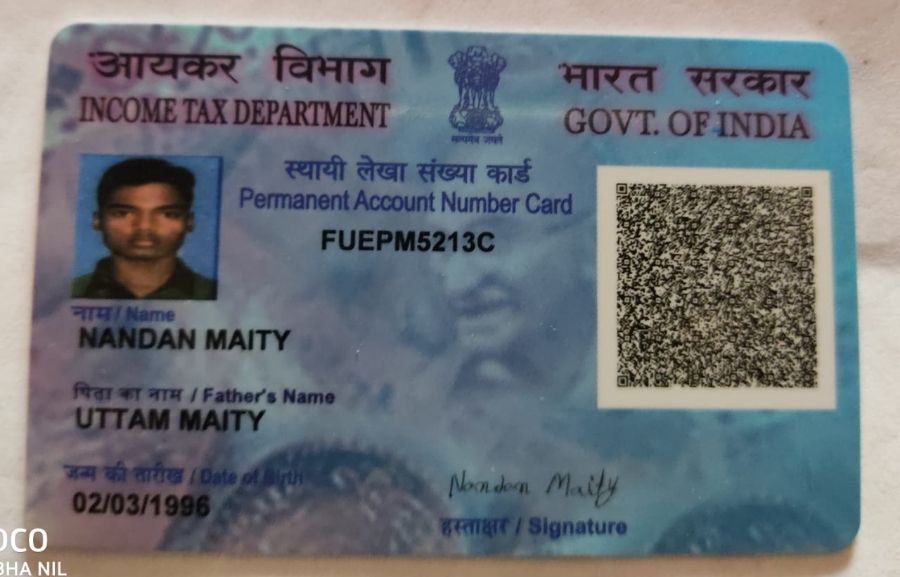 आयकर विभाग
INCOME TAX DEPARTMENT
सत्यमेव जयते
भारत सरकार
GOVT. OF INDIA
स्थायी लेखा संख्या कार्ड
Permanent Account Number Card
FUEPM5213C
नाम / Name
NANDAN MAITY
पिता का नाम / Father's Name
UTTAM MAITY
जन्म की तारीख / Date of Birth
02/03/1996
Nandan Maity
हस्ताक्षर / Signature
OCO
BHA NIL